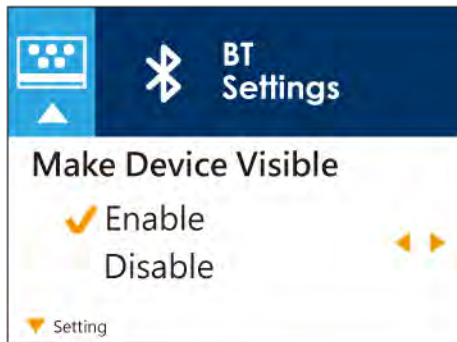 BT
Settings
Make Device Visible
Enable
Disable
Setting